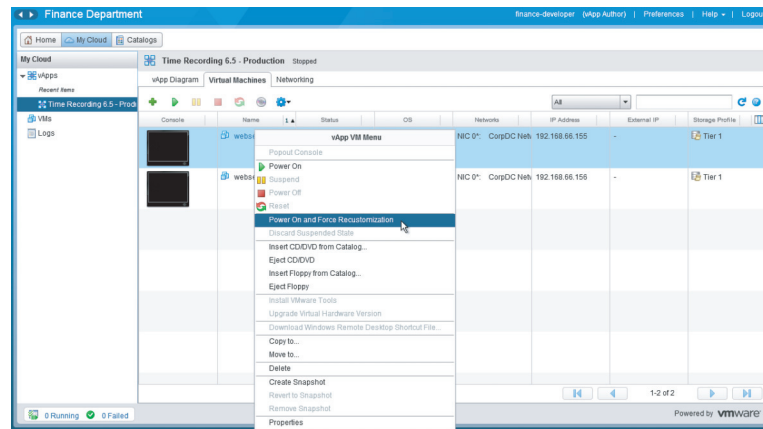 Finance Department
finance-developer (vApp Author) | Preferences | Help | Logou
Home My Cloud Catalogs
My Cloud
Time Recording 6.5 - Production Stopped
vApps
Recent Items
Time Recording 6.5 - Produ
VMs
Logs
vApp Diagram Virtual Machines Networking
All
Console Name 1 Status OS Networks IP Address External IP Storage Profile
webse NIC 0*: CorpDC Netw 192.168.66.155 - Tier 1
webse NIC 0*: CorpDC Netw 192.168.66.156 - Tier 1
vApp VM Menu
Popout Console
Power On
Suspend
Power Off
Reset
Power On and Force Recustomization
Discard Suspended State
Insert CD/DVD from Catalog...
Eject CD/DVD
Insert Floppy from Catalog...
Eject Floppy
Install VMware Tools
Upgrade Virtual Hardware Version
Download Windows Remote Desktop Shortcut File...
Copy to...
Move to...
Delete
Create Snapshot
Revert to Snapshot
Remove Snapshot
Properties
1-2 of 2
0 Running 0 Failed
Powered by vmware